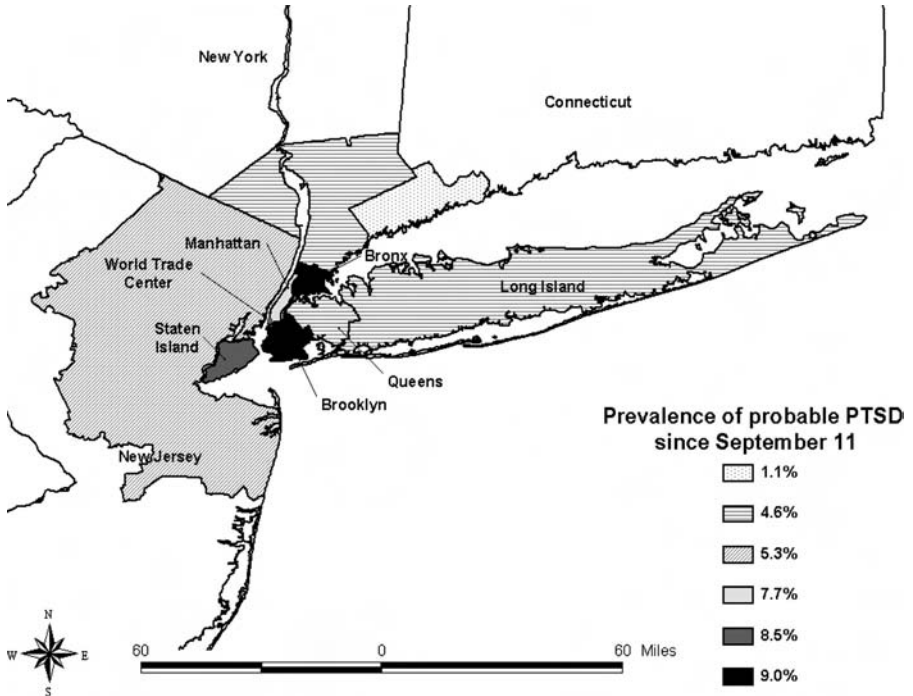 New York
Connecticut
Manhattan
Bronx
World Trade
Center
Long Island
Staten
Island
Queens
Brooklyn
New Jersey
Prevalence of probable PTSD
since September 11
1.1%
4.6%
5.3%
7.7%
8.5%
9.0%
N
W
E
S
60
0
60
Miles